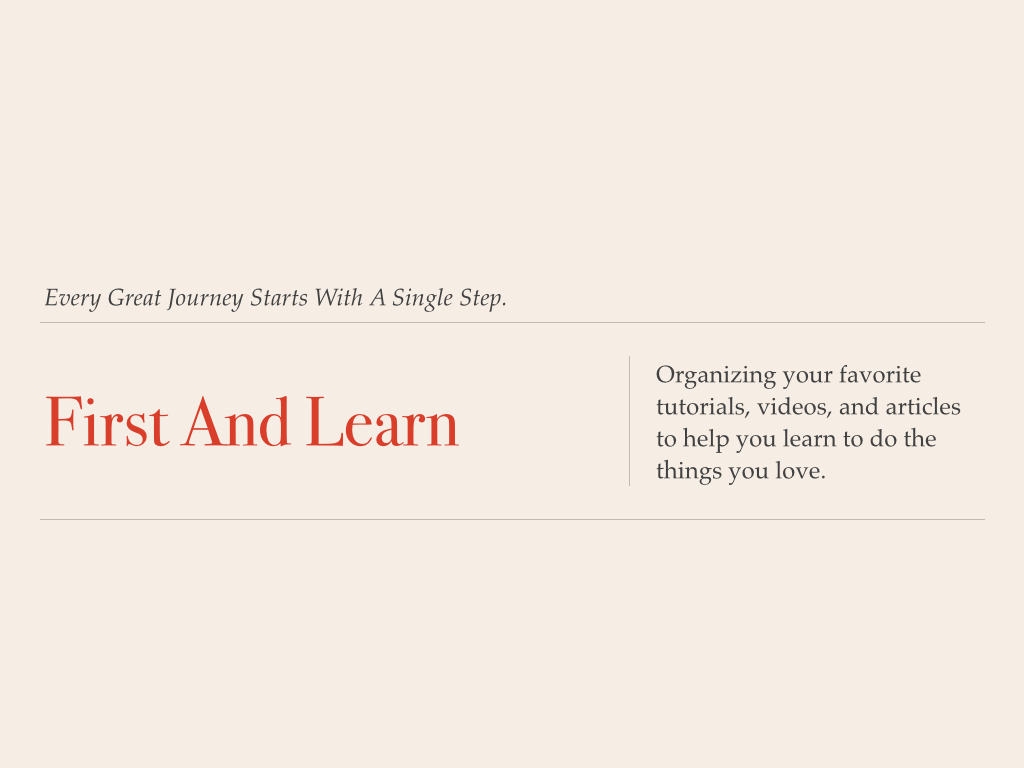 Every Great Journey Starts With A Single Step.
First And Learn
Organizing your favorite
tutorials, videos, and articles
to help you learn to do the
things you love.